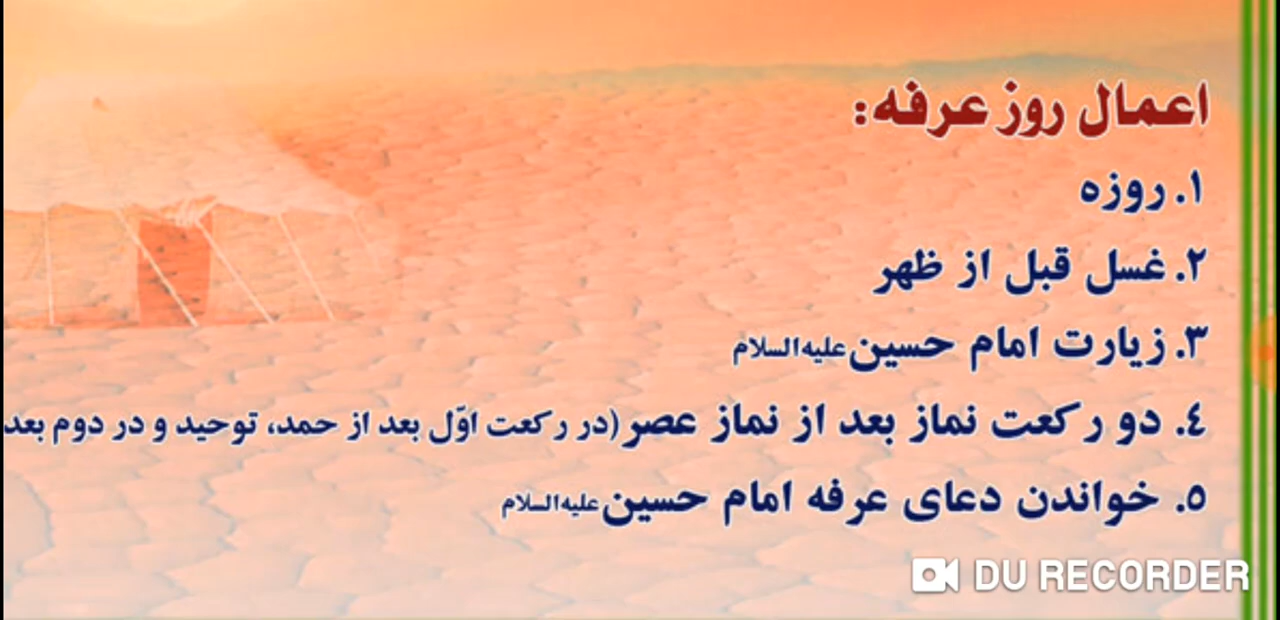 اعمال روز عرفه:
۱. روزه
۲. غسل قبل از ظهر
۳. زیارت امام حسین علیه‌السلام
٤. دو رکعت نماز بعد از نماز عصر (در رکعت اوّل بعد از حمد، توحید و در دوم بعد
۵. خواندن دعای عرفه امام حسین علیه‌السلام
DU RECORDER